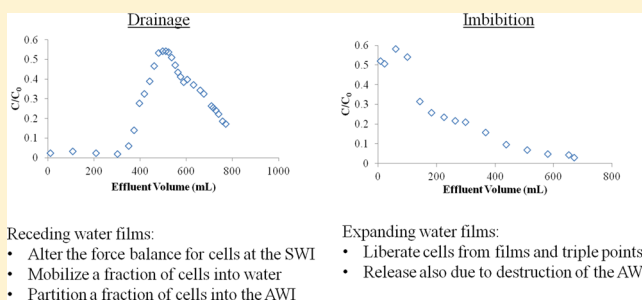 Drainage
0.6
0.5
0.4
0.3
0.2
0.1
0
C/C0
0 200 400 600 800 1000
Effluent Volume (mL)
Imbibition
0.6
0.5
0.4
0.3
0.2
0.1
0
C/C0
0 200 400 600 800
Effluent Volume (mL)
Receding water films:
• Alter the force balance for cells at the SWI
• Mobilize a fraction of cells into water
• Partition a fraction of cells into the AWI
Expanding water films:
• Liberate cells from films and triple points
• Release also due to destruction of the AW